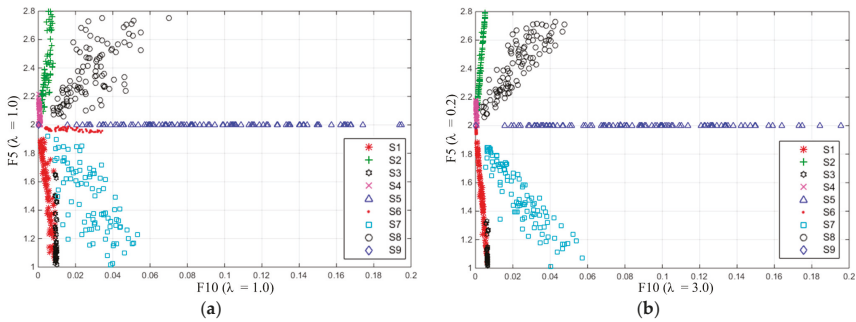 2.8
2.6
2.4
2.2
2
1.8
1.6
1.4
1.2
1
F5 (λ = 1.0)
0
0.02
0.04
0.06
0.08
0.1
0.12
0.14
0.16
0.18
0.2
F10 (λ = 1.0)
S1
S2
S3
S4
S5
S6
S7
S8
S9
(a)
2.8
2.6
2.4
2.2
2
1.8
1.6
1.4
1.2
1
F5 (λ = 0.2)
0
0.02
0.04
0.06
0.08
0.1
0.12
0.14
0.16
0.18
0.2
F10 (λ = 3.0)
S1
S2
S3
S4
S5
S6
S7
S8
S9
(b)